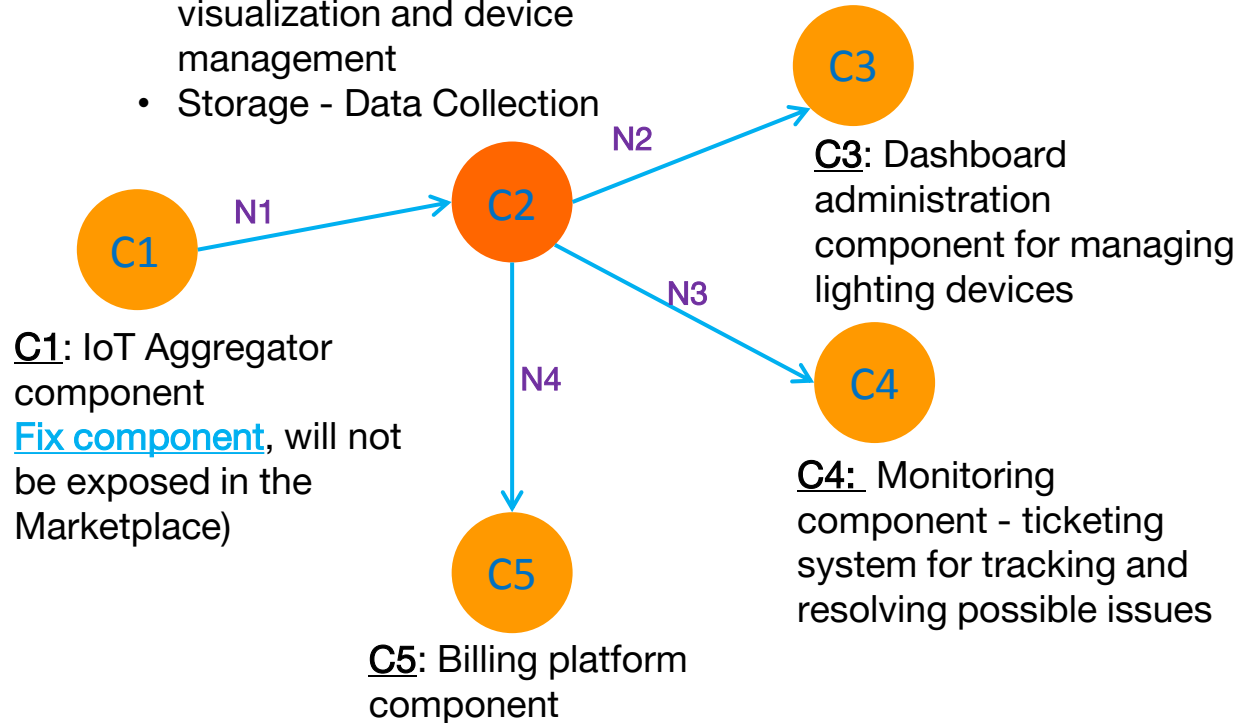 visualization and device
management
• Storage - Data Collection
C3
N2
C3: Dashboard
administration
component for managing
lighting devices
C2
N1
C1
N3
C1: IoT Aggregator
component
Fix component, will not
be exposed in the
Marketplace)
N4
C4
C4: Monitoring
component - ticketing
system for tracking and
resolving possible issues
C5
C5: Billing platform
component